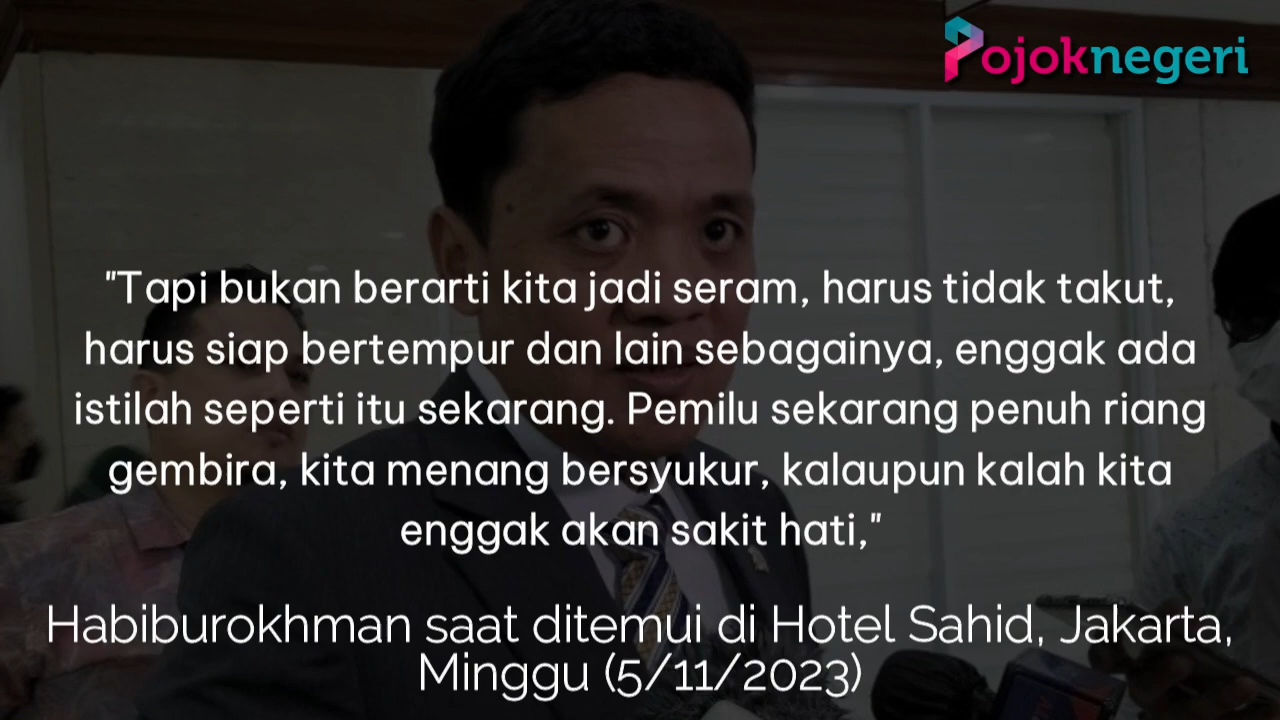 Pojoknegeri
"Tapi bukan berarti kita jadi seram, harus tidak takut,
harus siap bertempur dan lain sebagainya, enggak ada
istilah seperti itu sekarang. Pemilu sekarang penuh riang
gembira, kita menang bersyukur, kalaupun kalah kita
enggak akan sakit hati,"
Habiburokhman saat ditemui di Hotel Sahid, Jakarta,
Minggu (5/11/2023)